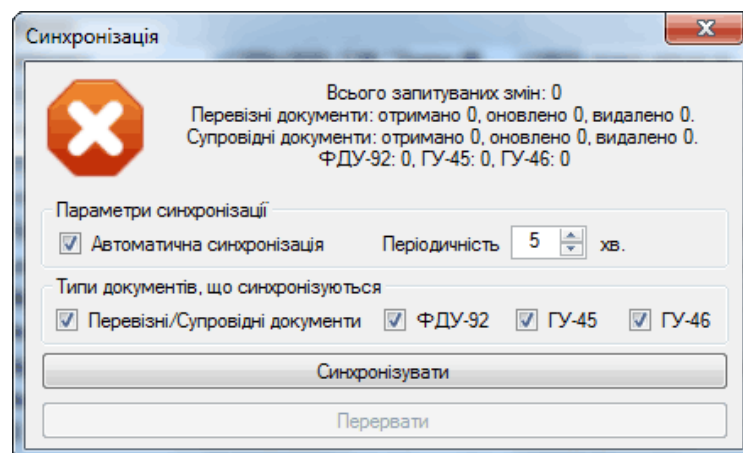 Синхронізація
Всього запитуваних змін: 0
Перевізні документи: отримано 0, оновлено 0, видалено 0.
Супровідні документи: отримано 0, оновлено 0, видалено 0.
ФДУ-92: 0, ГУ-45: 0, ГУ-46: 0
Параметри синхронізації
Автоматична синхронізація Періодичність 5 хв.
Типи документів, що синхронізуються
Перевізні/Супровідні документи ФДУ-92 ГУ-45 ГУ-46
Синхронізувати
Перервати